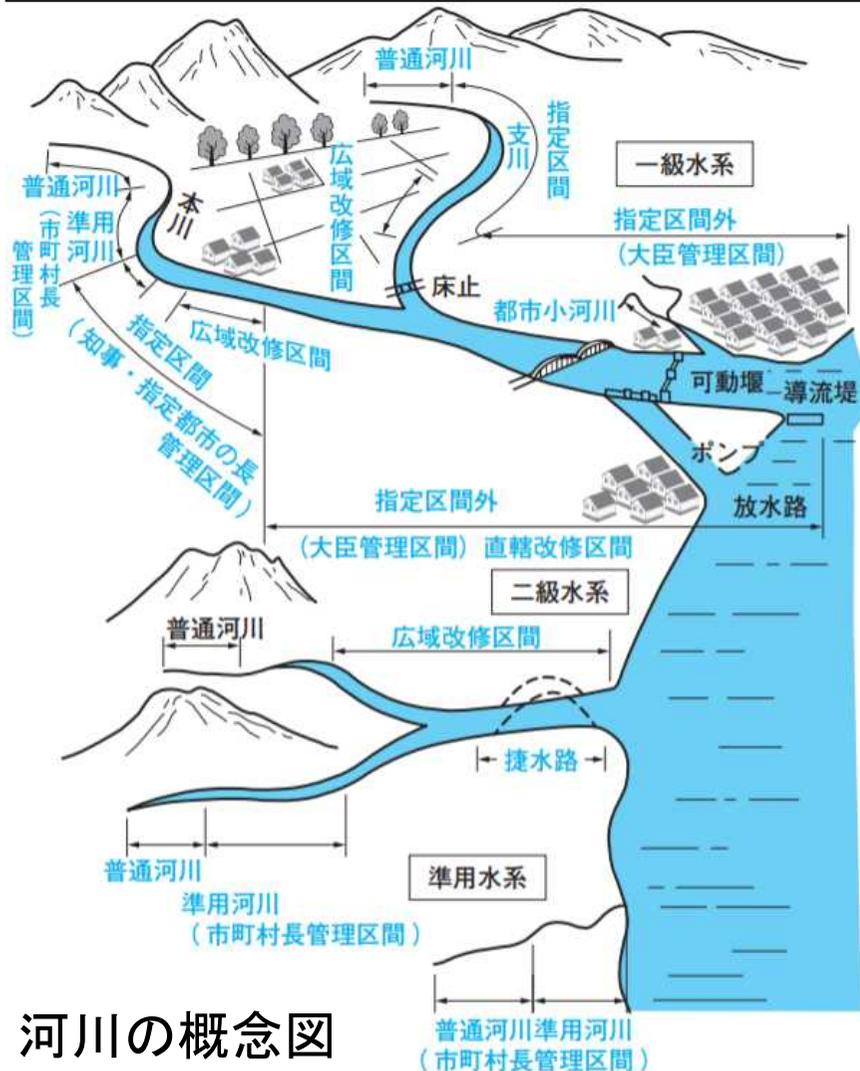 普通河川
指定区間
支川
一級水系
広域改修区間
普通河川
本川
準用河川
(市町村長管理区間)
指定区間外
(大臣管理区間)
床止
都市小河川
指定区間
(知事・指定都市の長管理区間)
広域改修区間
可動堰
導流堤
ポンプ
放水路
指定区間外
(大臣管理区間)直轄改修区間
二級水系
普通河川
広域改修区間
捷水路
普通河川
準用河川
(市町村長管理区間)
準用水系
普通河川準用河川
(市町村長管理区間)
河川の概念図